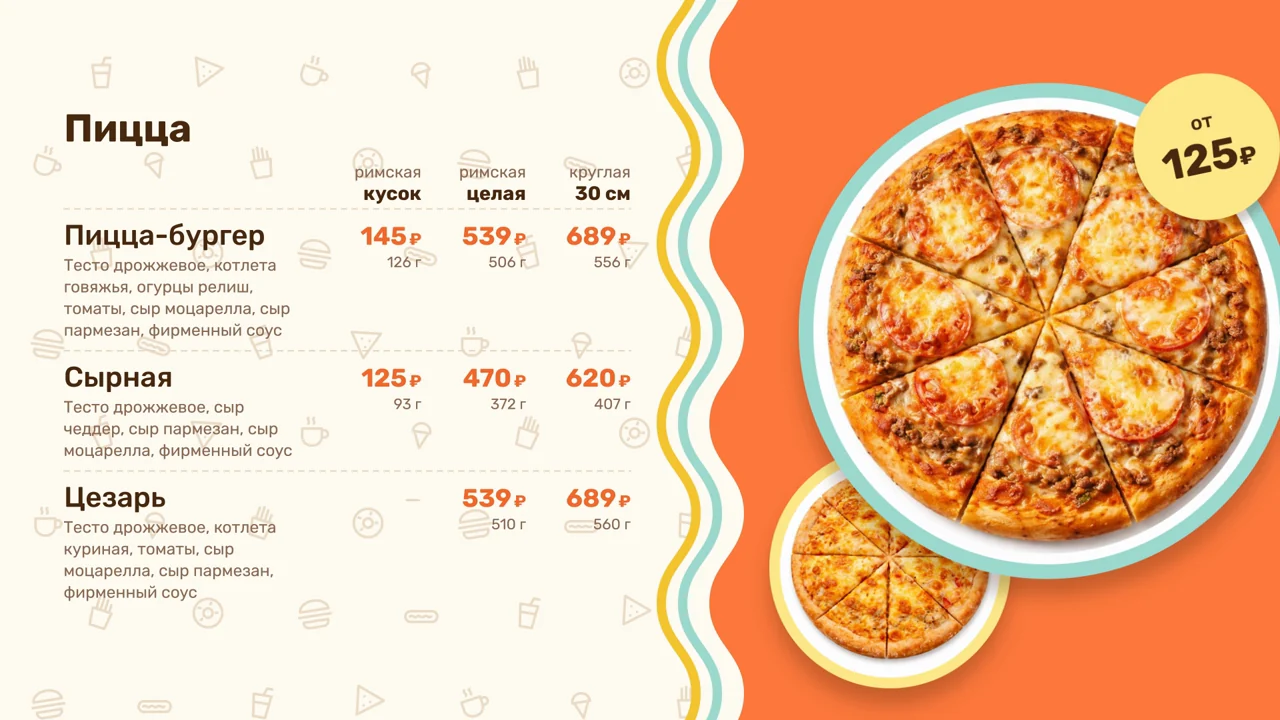 Пицца
римская римская круглая
кусок целая 30 см
Пицца-бургер 145₽ 539₽ 689₽
126 г 506 г 556 г
Тесто дрожжевое, котлета
говяжья, огурцы релиш,
томаты, сыр моцарелла, сыр
пармезан, фирменный соус
Сырная 125₽ 470₽ 620₽
93 г 372 г 407 г
Тесто дрожжевое, сыр
чеддер, сыр пармезан, сыр
моцарелла, фирменный соус
Цезарь – 539₽ 689₽
510 г 560 г
Тесто дрожжевое, котлета
куриная, томаты, сыр
моцарелла, сыр пармезан,
фирменный соус
от
125₽